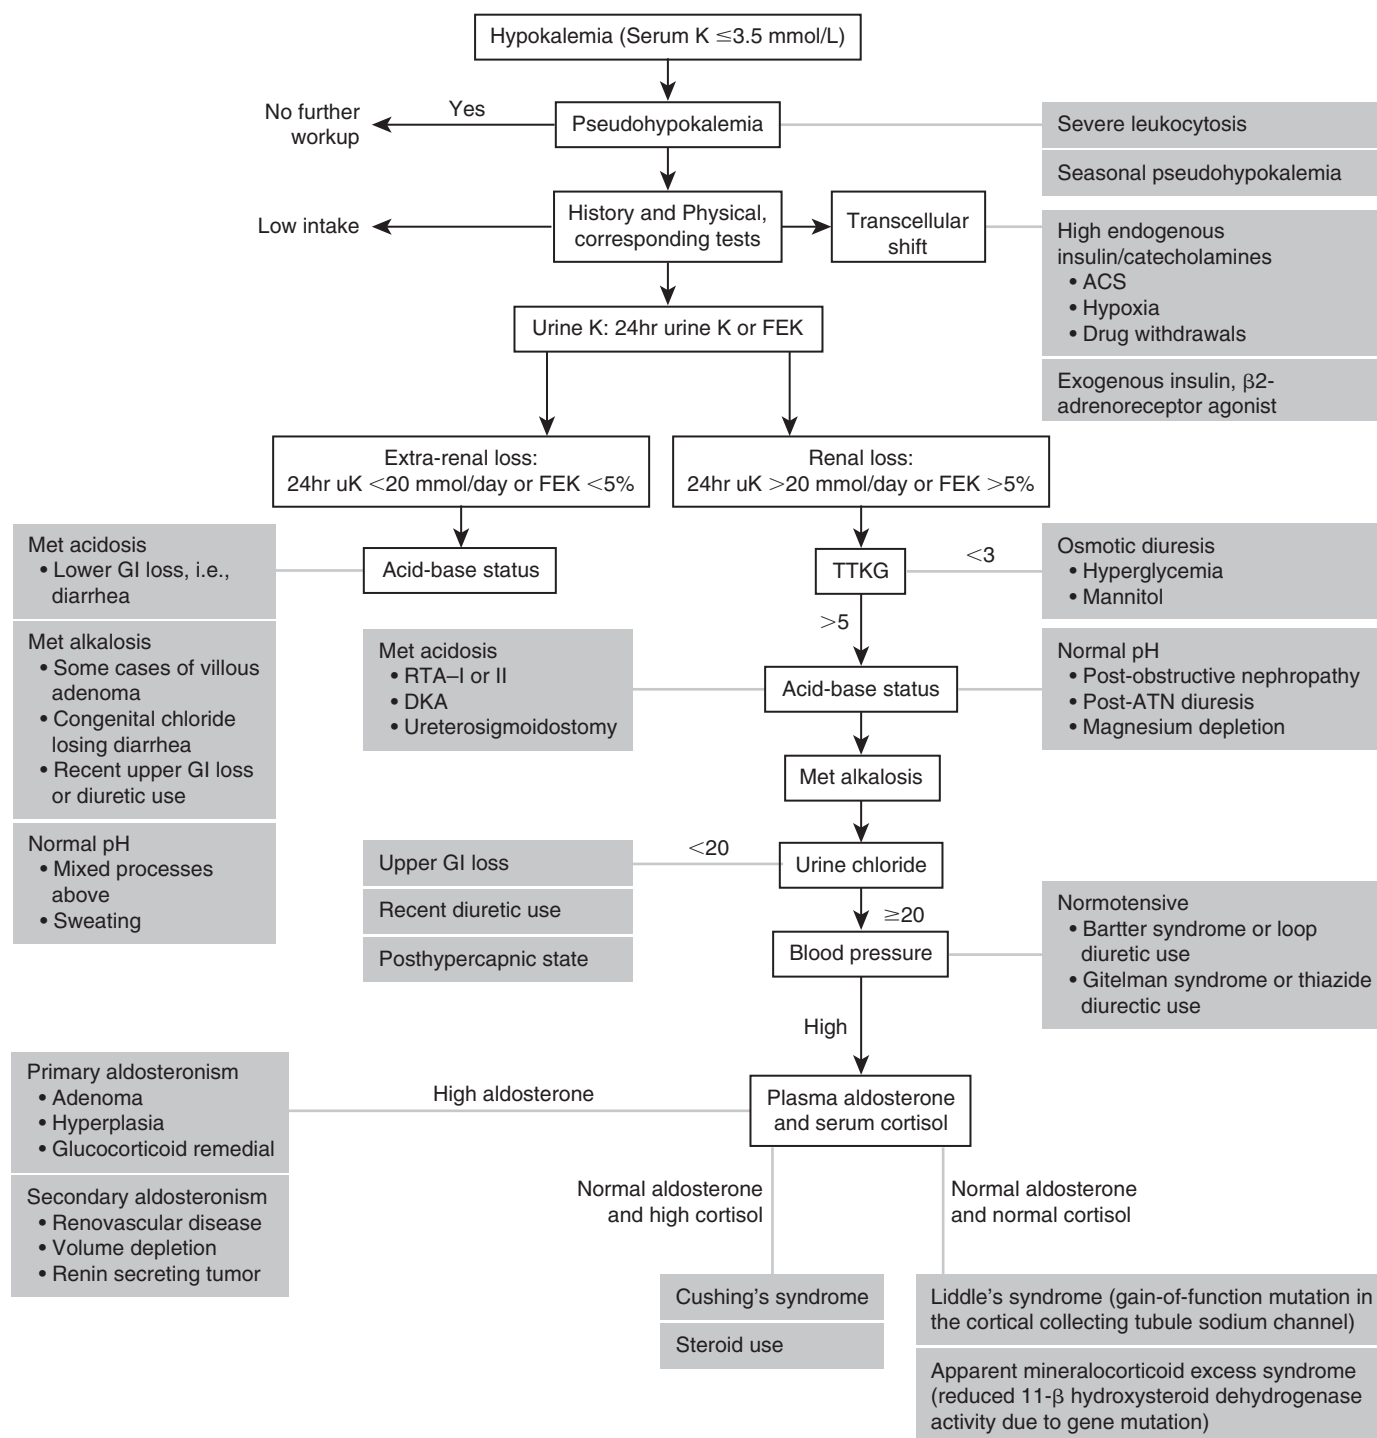 Hypokalemia (Serum K ≤3.5 mmol/L)
No further
workup
Yes
Pseudohypokalemia
Severe leukocytosis
Seasonal pseudohypokalemia
Low intake
History and Physical,
corresponding tests
Transcellular
shift
High endogenous
insulin/catecholamines
• ACS
• Hypoxia
• Drug withdrawals
Exogenous insulin, β2-
adrenoreceptor agonist
Urine K: 24hr urine K or FEK
Extra-renal loss:
24hr uK <20 mmol/day or FEK <5%
Renal loss:
24hr uK >20 mmol/day or FEK >5%
Met acidosis
• Lower GI loss, i.e.,
diarrhea
Met alkalosis
• Some cases of villous
adenoma
• Congenital chloride
losing diarrhea
• Recent upper GI loss
or diuretic use
Normal pH
• Mixed processes
above
• Sweating
Acid-base status
TTKG
<3
Osmotic diuresis
• Hyperglycemia
• Mannitol
>5
Met acidosis
• RTA–I or II
• DKA
• Ureterosigmoidostomy
Acid-base status
Normal pH
• Post-obstructive nephropathy
• Post-ATN diuresis
• Magnesium depletion
Met alkalosis
Upper GI loss
Recent diuretic use
Posthypercapnic state
<20
Urine chloride
≥20
Blood pressure
Normotensive
• Bartter syndrome or loop
diuretic use
• Gitelman syndrome or thiazide
diurectic use
High
Primary aldosteronism
• Adenoma
• Hyperplasia
• Glucocorticoid remedial
Secondary aldosteronism
• Renovascular disease
• Volume depletion
• Renin secreting tumor
High aldosterone
Plasma aldosterone
and serum cortisol
Normal aldosterone
and high cortisol
Normal aldosterone
and normal cortisol
Cushing's syndrome
Steroid use
Liddle's syndrome (gain-of-function mutation in
the cortical collecting tubule sodium channel)
Apparent mineralocorticoid excess syndrome
(reduced 11-β hydroxysteroid dehydrogenase
activity due to gene mutation)